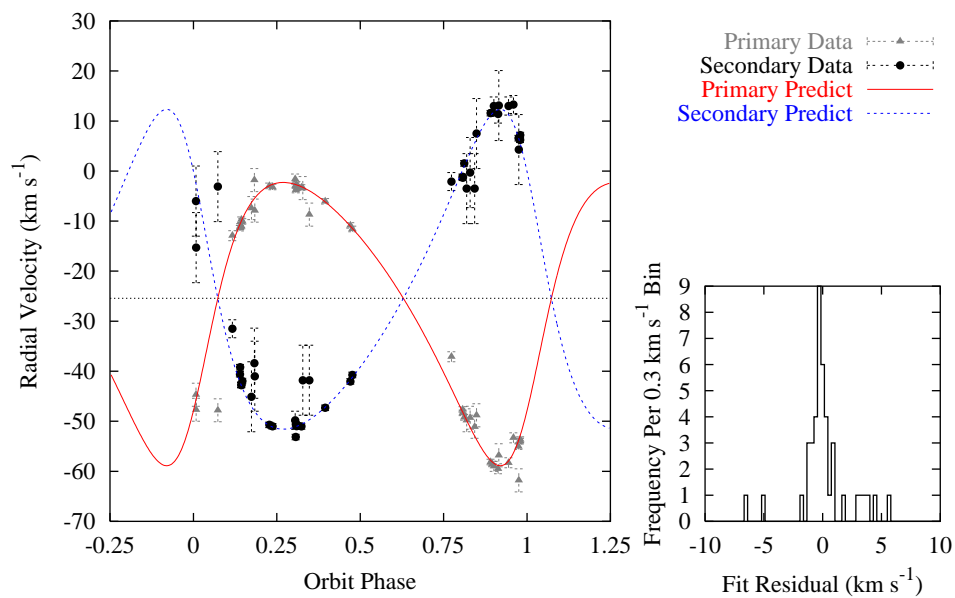 50
40
30
20
10
0
-10
-20
-30
-40
-50
-60
-70
-0.25 0 0.25 0.5 0.75 1 1.25
Orbit Phase
Radial Velocity (km s⁻¹)
Primary Data
Secondary Data
Primary Predict
Secondary Predict
9
8
7
6
5
4
3
2
1
0
-10 -5 0 5 10
Fit Residual (km s⁻¹)
Frequency Per 0.3 km s⁻¹ Bin